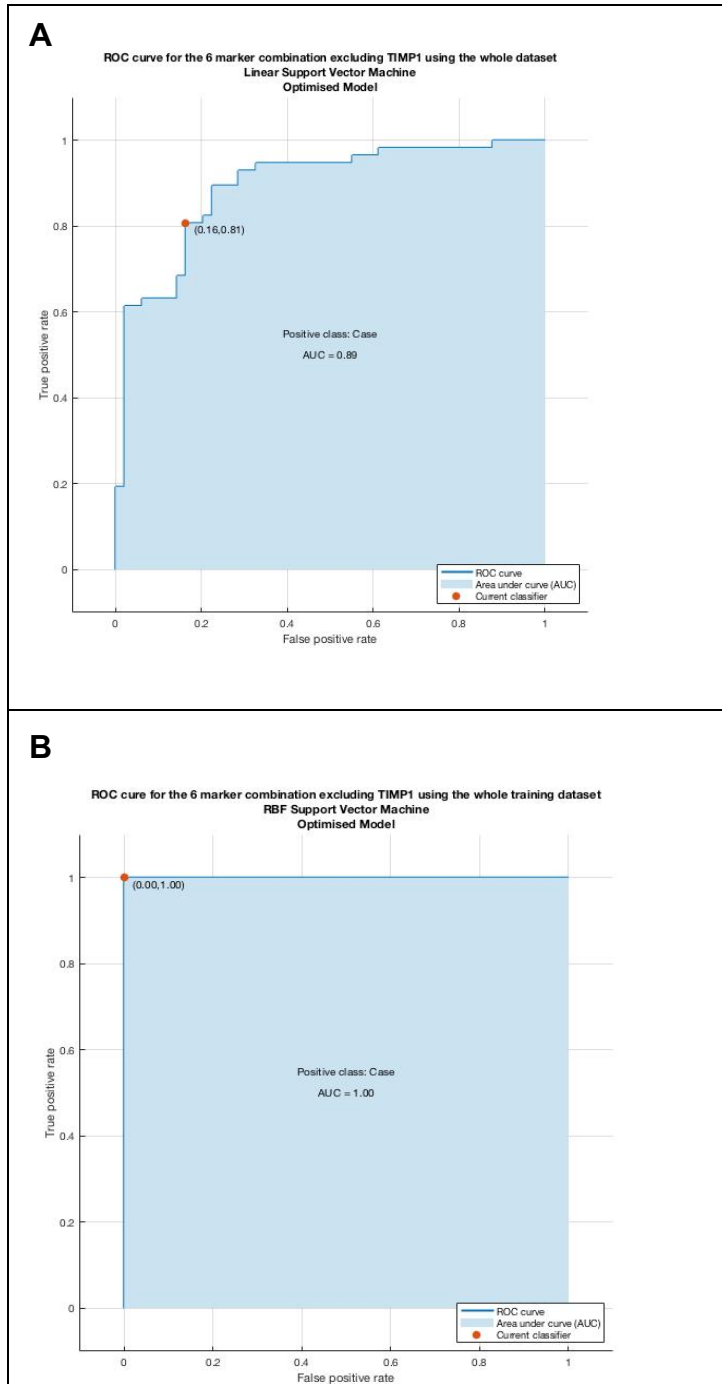 A
ROC curve for the 6 marker combination excluding TIMP1 using the whole dataset
Linear Support Vector Machine
Optimised Model
1
0.8
0.6
0.4
0.2
0
True positive rate
(0.16,0.81)
Positive class: Case
AUC = 0.89
ROC curve
Area under curve (AUC)
Current classifier
0 0.2 0.4 0.6 0.8 1
False positive rate
B
ROC cure for the 6 marker combination excluding TIMP1 using the whole training dataset
RBF Support Vector Machine
Optimised Model
1
0.8
0.6
0.4
0.2
0
True positive rate
(0.00,1.00)
Positive class: Case
AUC = 1.00
ROC curve
Area under curve (AUC)
Current classifier
0 0.2 0.4 0.6 0.8 1
False positive rate